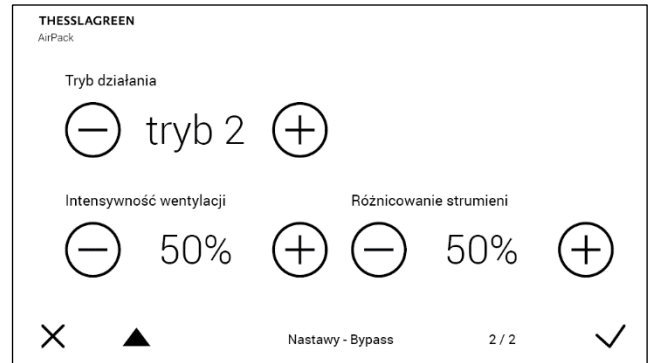 THESSLAGREEN
AirPack
Tryb działania
tryb 2
Intensywność wentylacji
Różnicowanie strumieni
50%
50%
Nastawy - Bypass
2 / 2